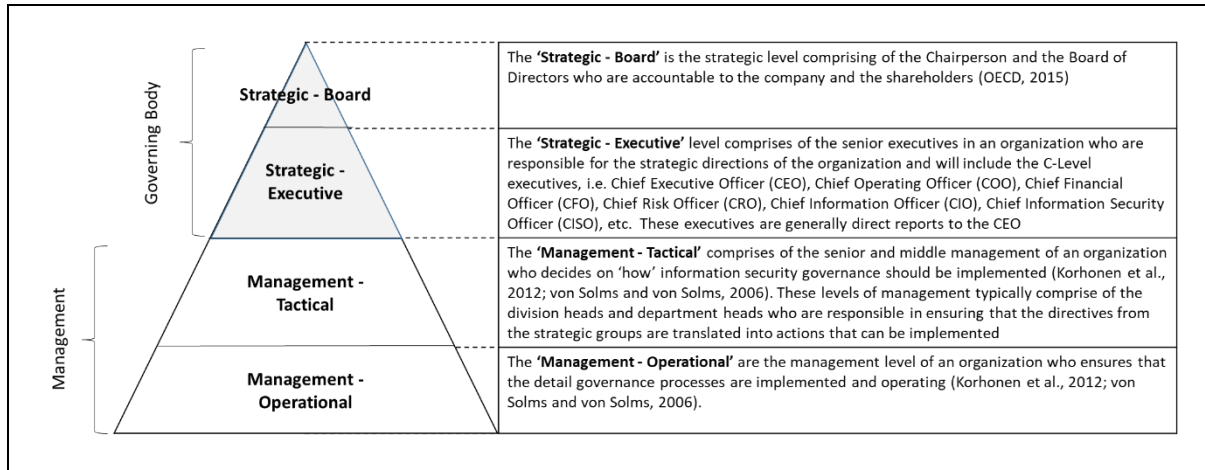 Governing Body
Management
Strategic - Board
Strategic -
Executive
Management -
Tactical
Management -
Operational
The ‘Strategic - Board’ is the strategic level comprising of the Chairperson and the Board of
Directors who are accountable to the company and the shareholders (OECD, 2015)
The ‘Strategic - Executive’ level comprises of the senior executives in an organization who are
responsible for the strategic directions of the organization and will include the C-Level
executives, i.e. Chief Executive Officer (CEO), Chief Operating Officer (COO), Chief Financial
Officer (CFO), Chief Risk Officer (CRO), Chief Information Officer (CIO), Chief Information Security
Officer (CISO), etc.  These executives are generally direct reports to the CEO
The ‘Management - Tactical’ comprises of the senior and middle management of an organization
who decides on ‘how’ information security governance should be implemented (Korhonen et al.,
2012; von Solms and von Solms, 2006). These levels of management typically comprise of the
division heads and department heads who are responsible in ensuring that the directives from
the strategic groups are translated into actions that can be implemented
The ‘Management - Operational’ are the management level of an organization who ensures that
the detail governance processes are implemented and operating (Korhonen et al., 2012; von
Solms and von Solms, 2006).